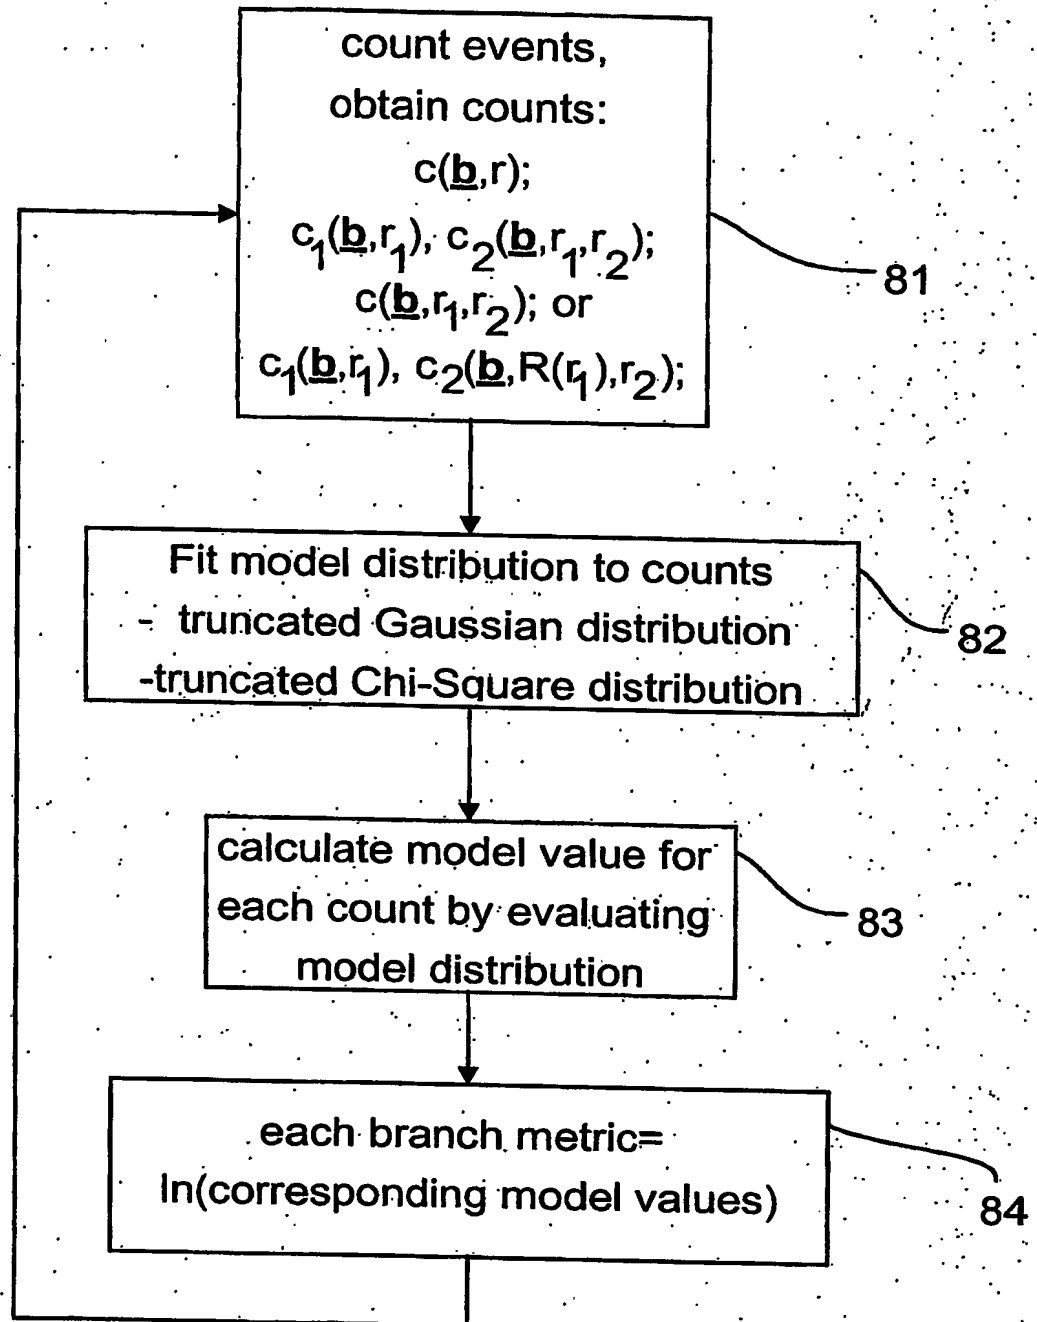 count events,
obtain counts:
c(b,r);
c1(b,r1), c2(b,r1,r2);
c(b,r1,r2); or
c1(b,r1), c2(b,R(r1),r2);
81
Fit model distribution to counts
- truncated Gaussian distribution
-truncated Chi-Square distribution
82
calculate model value for
each count by evaluating
model distribution
83
each branch metric=
ln(corresponding model values)
84